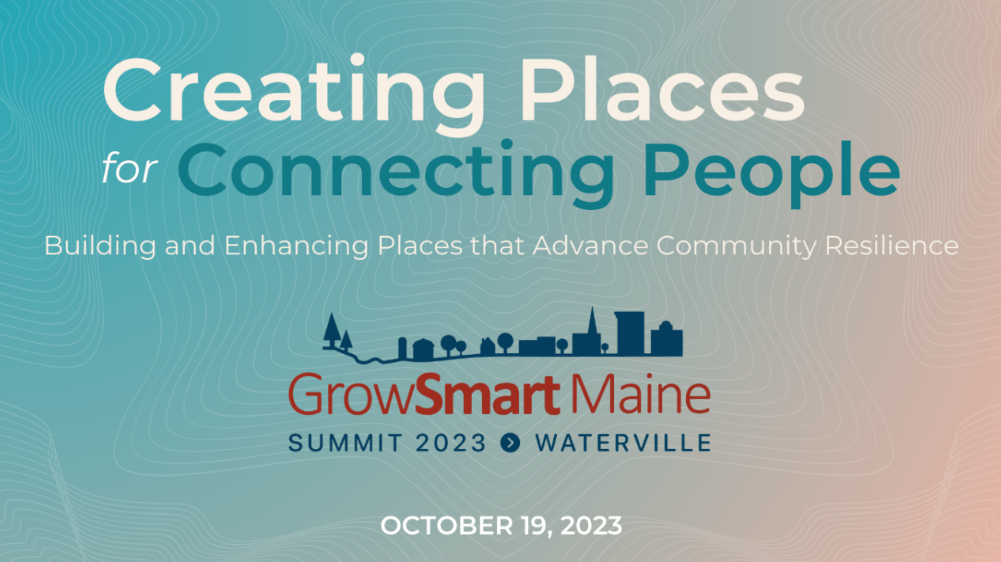 Creating Places
for Connecting People
Building and Enhancing Places that Advance Community Resilience
GrowSmart Maine
SUMMIT 2023 WATERVILLE
OCTOBER 19, 2023